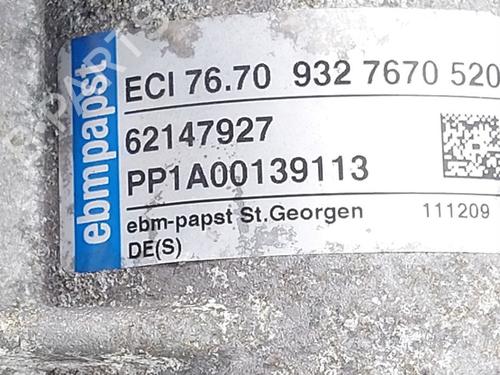 ebmpapst
ECI 76.70 932 7670 520
62147927
PP1A00139113
ebm-papst St.Georgen 111209
DE(S)